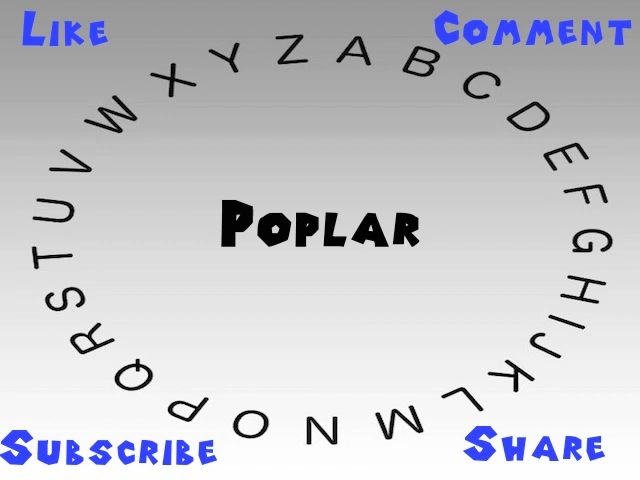 Like
Comment
A B C D E F G H I J K L M N O P Q R S T U V W X Y Z
Poplar
Subscribe
Share